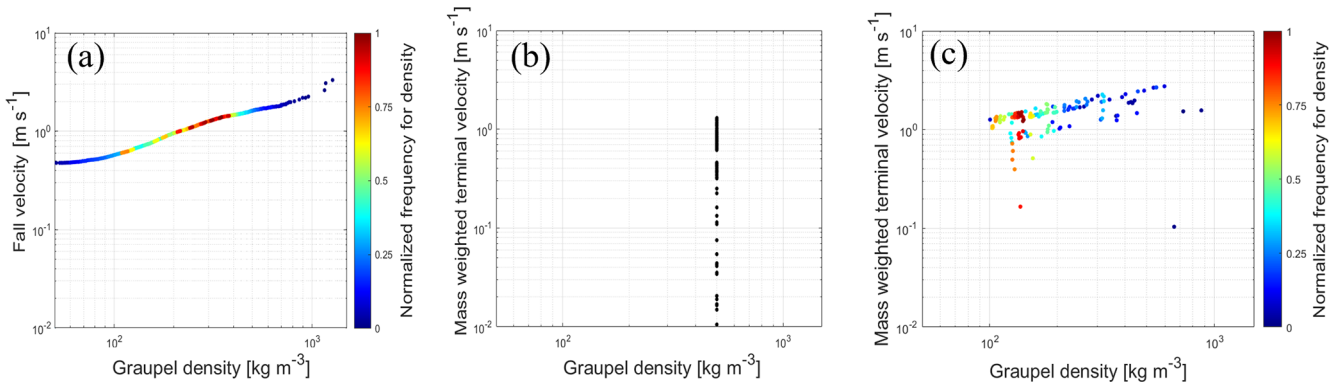 (a)
10^1
10^0
10^-1
10^-2
Fall velocity [m s^-1]
10^2
10^3
Graupel density [kg m^-3]
1
0.75
0.5
0.25
0
Normalized frequency for density
(b)
10^1
10^0
10^-1
10^-2
Mass weighted terminal velocity [m s^-1]
10^2
10^3
Graupel density [kg m^-3]
(c)
10^1
10^0
10^-1
10^-2
Mass weighted terminal velocity [m s^-1]
10^2
10^3
Graupel density [kg m^-3]
1
0.75
0.5
0.25
0
Normalized frequency for density